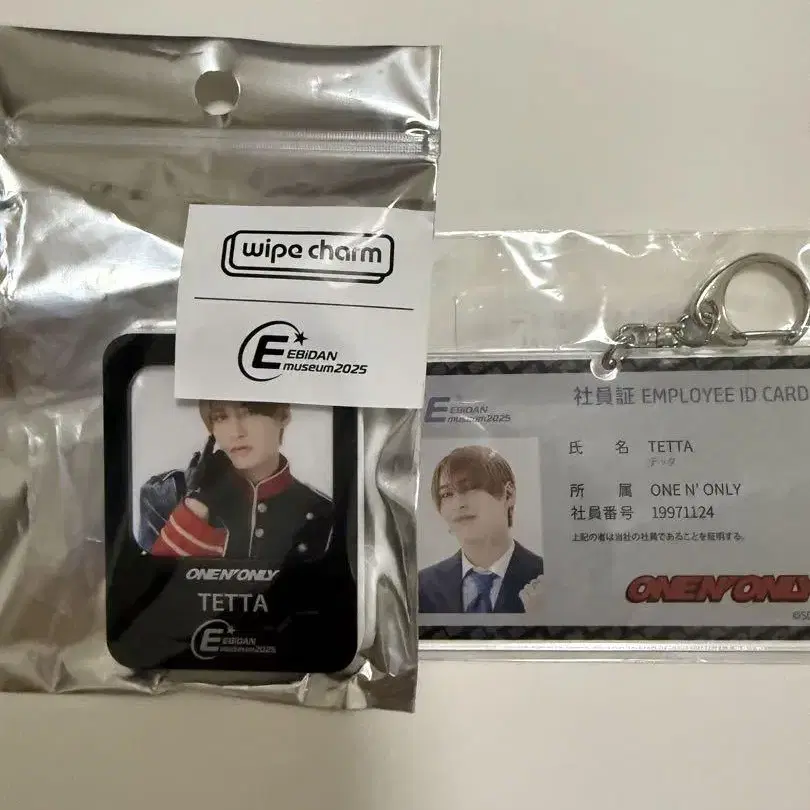 wipe charm
E EBiDAN
museum2025
ONE N' ONLY
TETTA
E EBiDAN
museum2025
E EBiDAN
museum2025
社員証 EMPLOYEE ID CARD
氏 名 TETTA
テッタ
所 属 ONE N' ONLY
社員番号 19971124
上記の者は当社の社員であることを証明する。
ONE N' ONLY